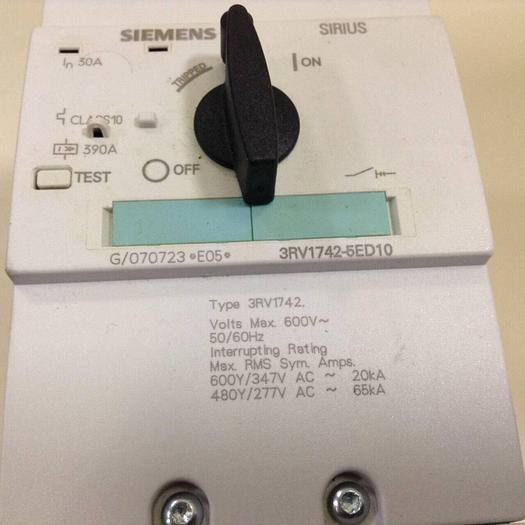 SIEMENS
SIRIUS
In 30A
TRIPPED
ION
CLASS10
I>> 390A
TEST
OFF
G/070723 *E05*
3RV1742-5ED10
Type 3RV1742.
Volts Max. 600V~
50/60Hz
Interrupting Rating
Max. RMS Sym. Amps.
600Y/347V AC ~ 20kA
480Y/277V AC ~ 65kA